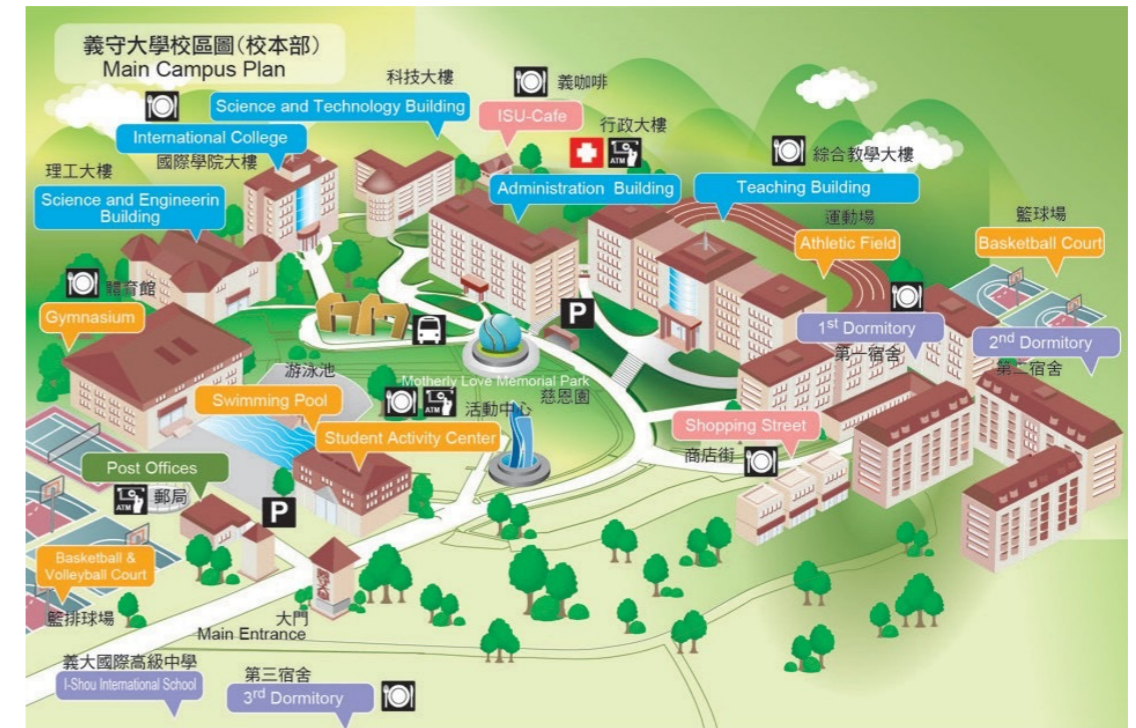 義守大學校區圖(校本部)
Main Campus Plan
科技大樓
Science and Technology Building
義咖啡
ISU-Cafe
International College
國際學院大樓
行政大樓
ATM
Administration Building
綜合教學大樓
Teaching Building
理工大樓
Science and Engineerin
Building
運動場
Athletic Field
籃球場
Basketball Court
體育館
Gymnasium
P
1st Dormitory
第一宿舍
2nd Dormitory
第二宿舍
游泳池
Swimming Pool
Motherly Love Memorial Park
慈恩園
ATM
活動中心
Student Activity Center
Shopping Street
商店街
Post Offices
ATM
郵局
P
Basketball &
Volleyball Court
籃排球場
大門
Main Entrance
義大國際高級中學
I-Shou International School
第三宿舍
3rd Dormitory